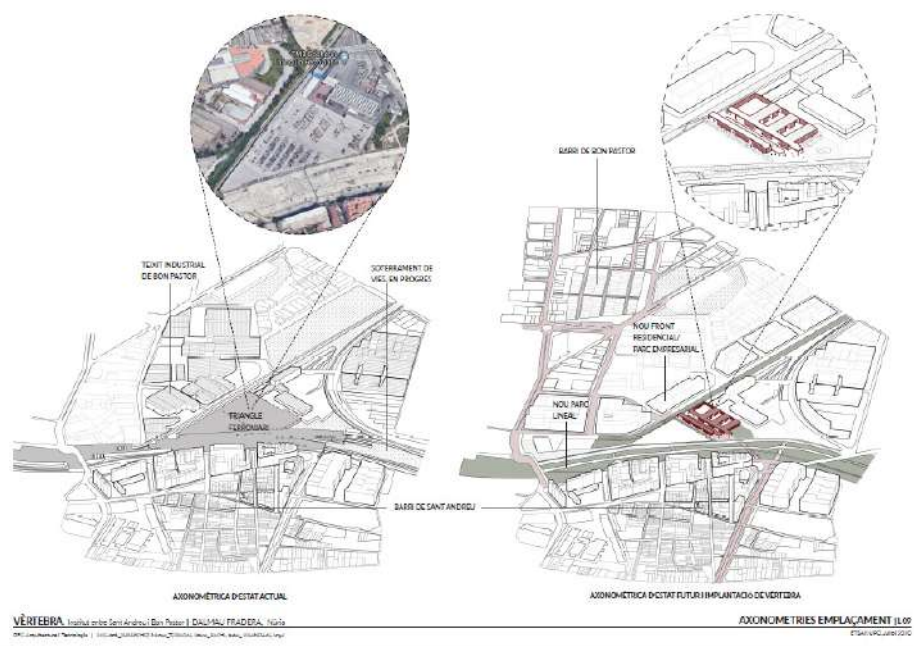 BARRI DE BON PASTOR
TEIXIT INDUSTRIAL
DE BON PASTOR
SOTERRAMENT DE
VIES, EN PROGRÉS
NOU FRONT
RESIDENCIAL/
PARC EMPRESARIAL
TRIANGLE
FERROVIARI
NOU PARC
LINEAL
BARRI DE SANT ANDREU
AXONOMÈTRICA D'ESTAT ACTUAL
AXONOMÈTRICA D'ESTAT FUTUR I IMPLANTACIÓ DE VÈRTEBRA
VÈRTEBRA. Institut entre Sant Andreu i Bon Pastor | DALMAU FRADERA, Núria
AXONOMETRIES EMPLAÇAMENT | L09